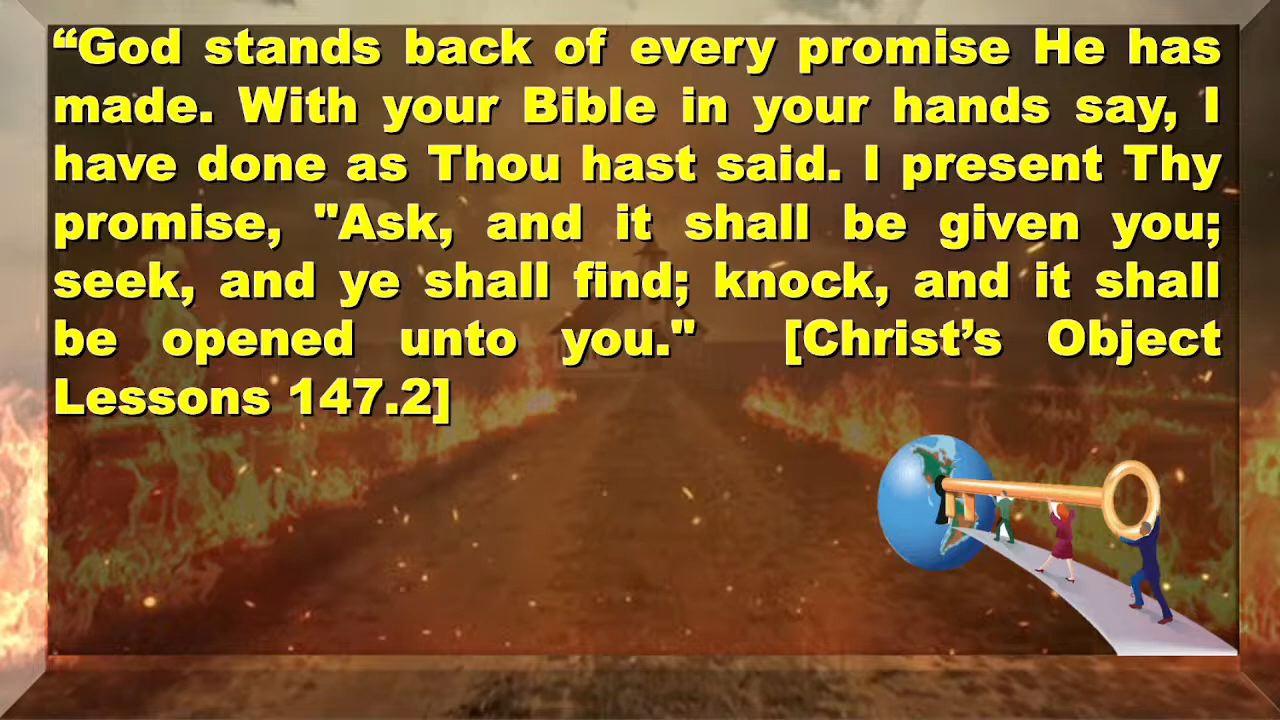 “God stands back of every promise He has
made. With your Bible in your hands say, I
have done as Thou hast said. I present Thy
promise, "Ask, and it shall be given you;
seek, and ye shall find; knock, and it shall
be opened unto you." [Christ’s Object
Lessons 147.2]